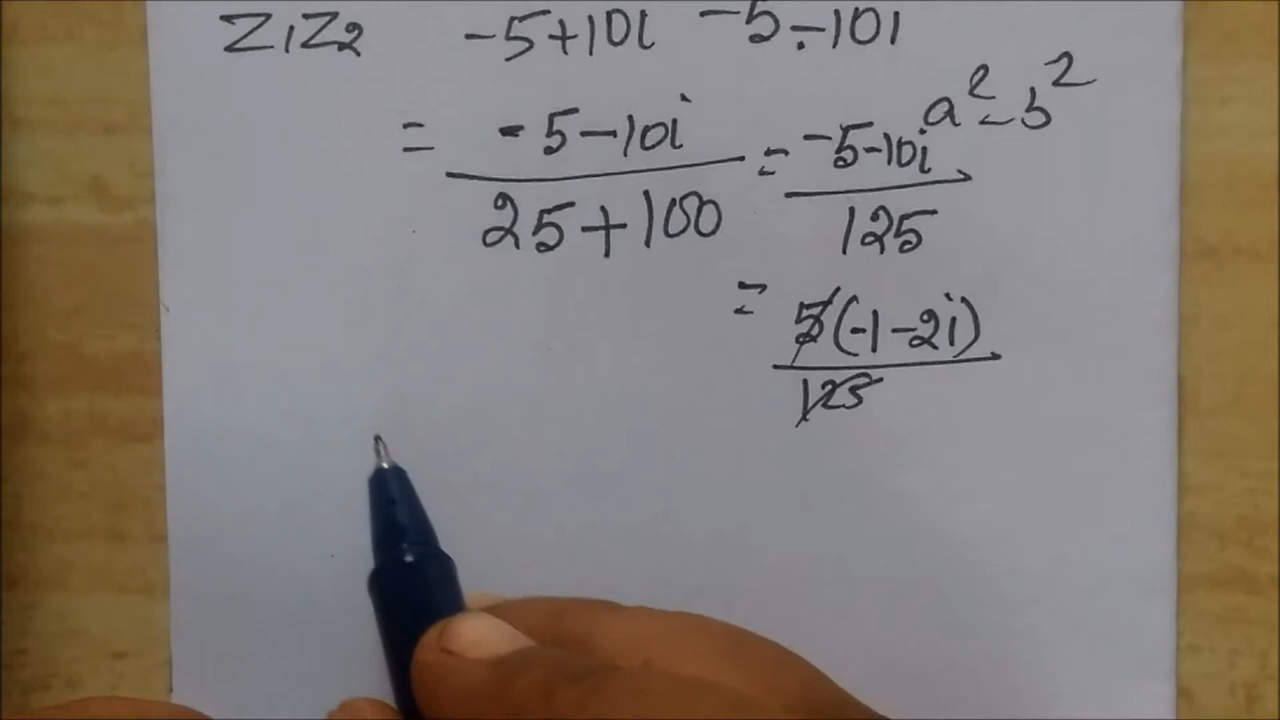 Z1Z2 -5+10i -5-10i
= -5-10i / 25+100 = -5-10i / 125 a² - b²
= 5(-1-2i) / 125